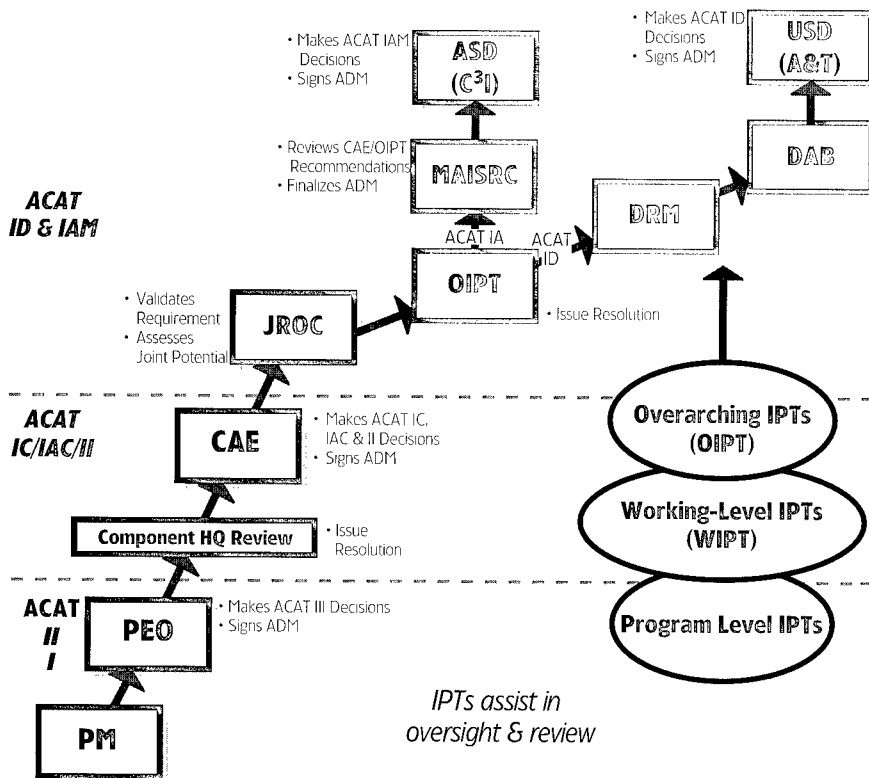 • Makes ACAT ID
Decisions
• Signs ADM
USD
(A&T)
• Makes ACAT IAM
Decisions
• Signs ADM
ASD
(C³I)
DAB
• Reviews CAE/OIPT
Recommendations
• Finalizes ADM
MAISRC
DRM
ACAT
ID & IAM
ACAT IA
ACAT
ID
OIPT
• Issue Resolution
• Validates
Requirement
• Assesses
Joint Potential
JROC
ACAT
IC/IAC/II
CAE
• Makes ACAT IC,
IAC & II Decisions
• Signs ADM
Overarching IPTs
(OIPT)
Component HQ Review
• Issue
Resolution
Working-Level IPTs
(WIPT)
ACAT
II
I
PEO
• Makes ACAT III Decisions
• Signs ADM
Program Level IPTs
PM
IPTs assist in
oversight & review